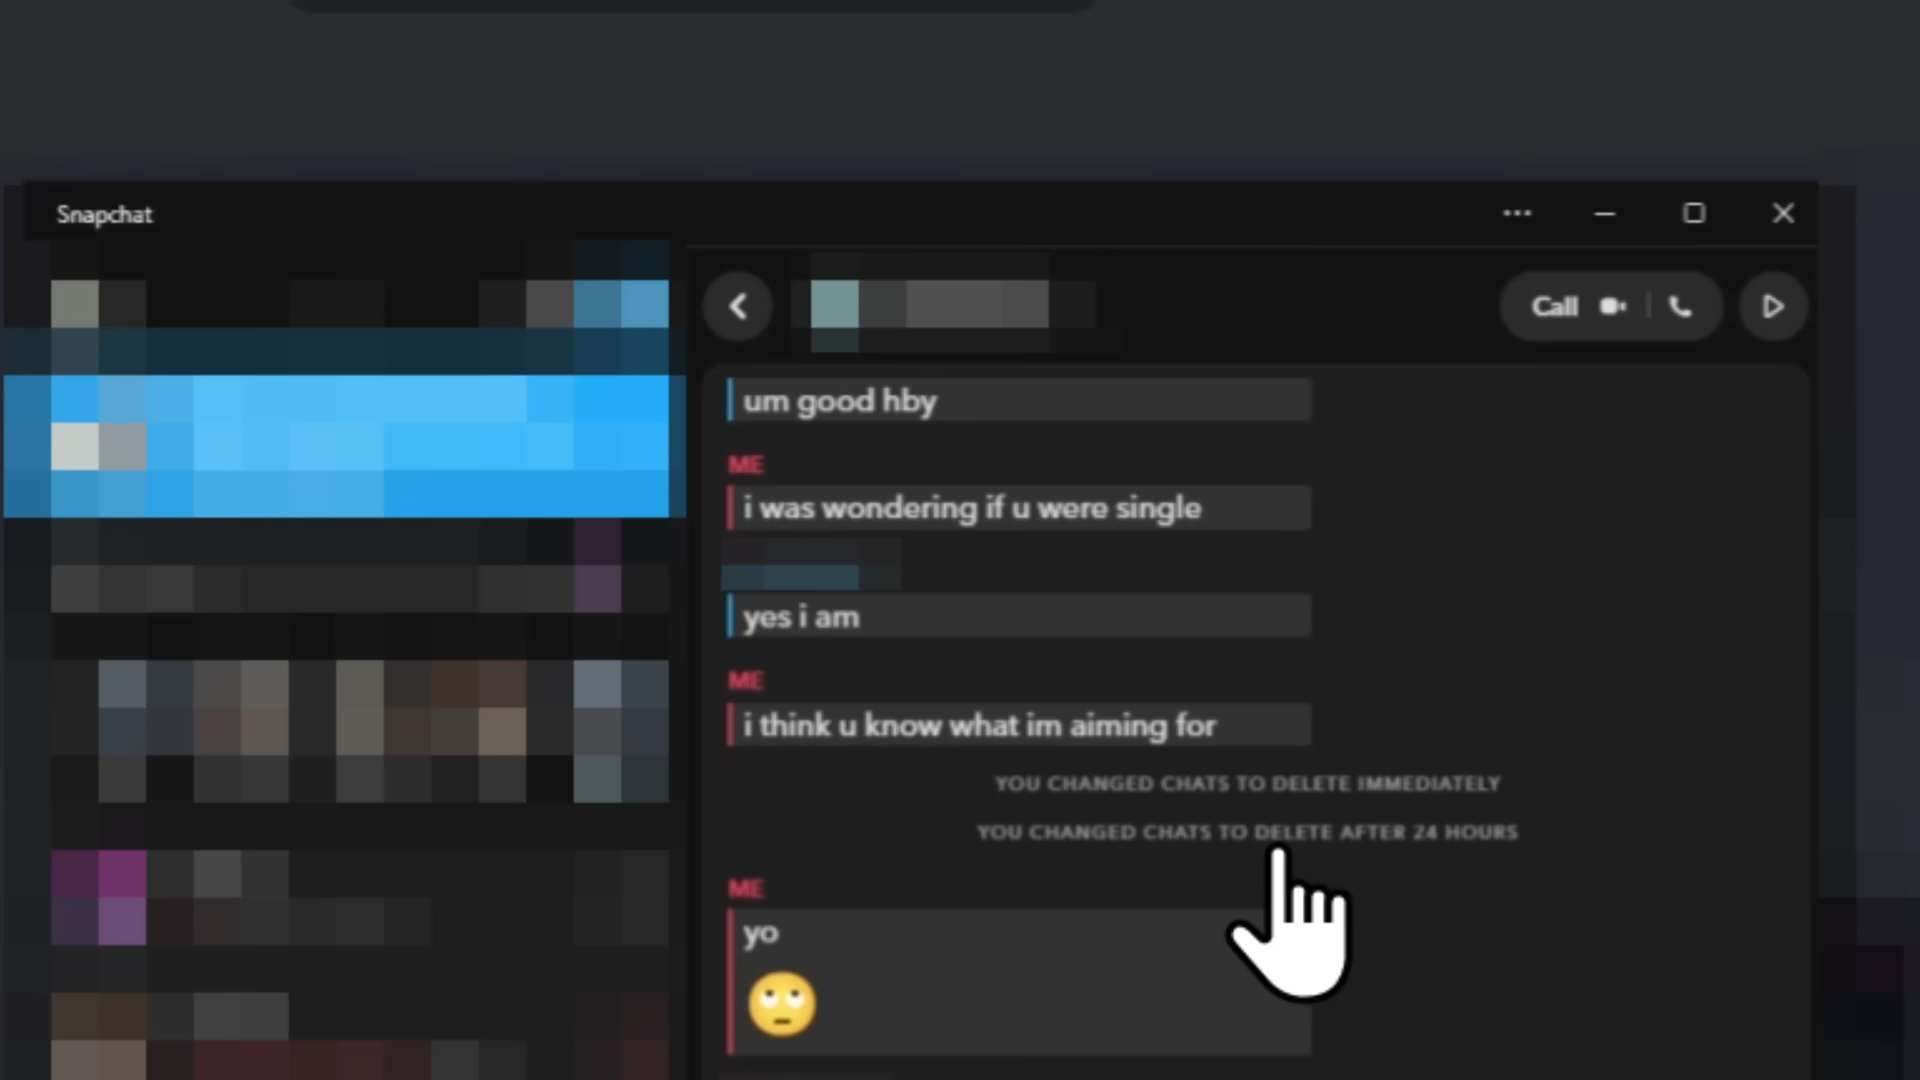 Snapchat
Call
um good hby
ME
i was wondering if u were single
yes i am
ME
i think u know what im aiming for
YOU CHANGED CHATS TO DELETE IMMEDIATELY
YOU CHANGED CHATS TO DELETE AFTER 24 HOURS
ME
yo
🙄